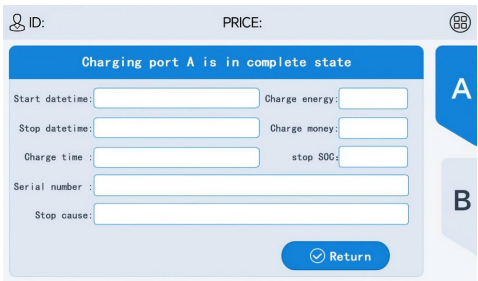 ID: PRICE:
Charging port A is in complete state
A
Start datetime: Charge energy:
Stop datetime: Charge money:
Charge time : stop SOC:
Serial number :
B
Stop cause:
Return